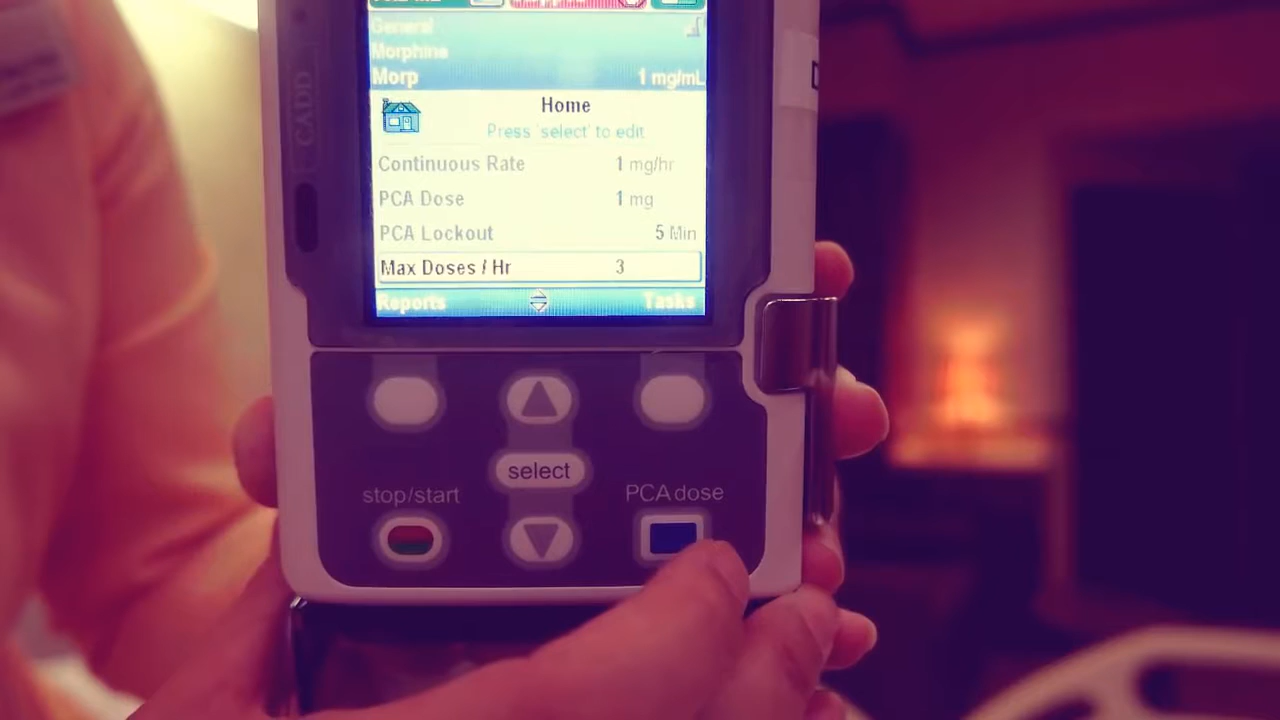 General
Morphine
Morp 1 mg/mL
Home
Press 'select' to edit
Continuous Rate 1 mg/hr
PCA Dose 1 mg
PCA Lockout 5 Min
Max Doses / Hr 3
Reports Tasks
CADD
select
stop/start PCA dose